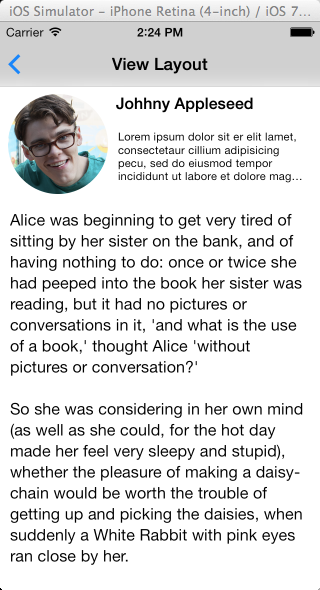 iOS Simulator - iPhone Retina (4-inch) / iOS 7...
Carrier 2:24 PM
View Layout
Johhny Appleseed
Lorem ipsum dolor sit er elit lamet,
consectetaur cillium adipisicing
pecu, sed do eiusmod tempor
incididunt ut labore et dolore mag...
Alice was beginning to get very tired of
sitting by her sister on the bank, and of
having nothing to do: once or twice she
had peeped into the book her sister was
reading, but it had no pictures or
conversations in it, 'and what is the use
of a book,' thought Alice 'without
pictures or conversation?'
So she was considering in her own mind
(as well as she could, for the hot day
made her feel very sleepy and stupid),
whether the pleasure of making a daisy-
chain would be worth the trouble of
getting up and picking the daisies, when
suddenly a White Rabbit with pink eyes
ran close by her.